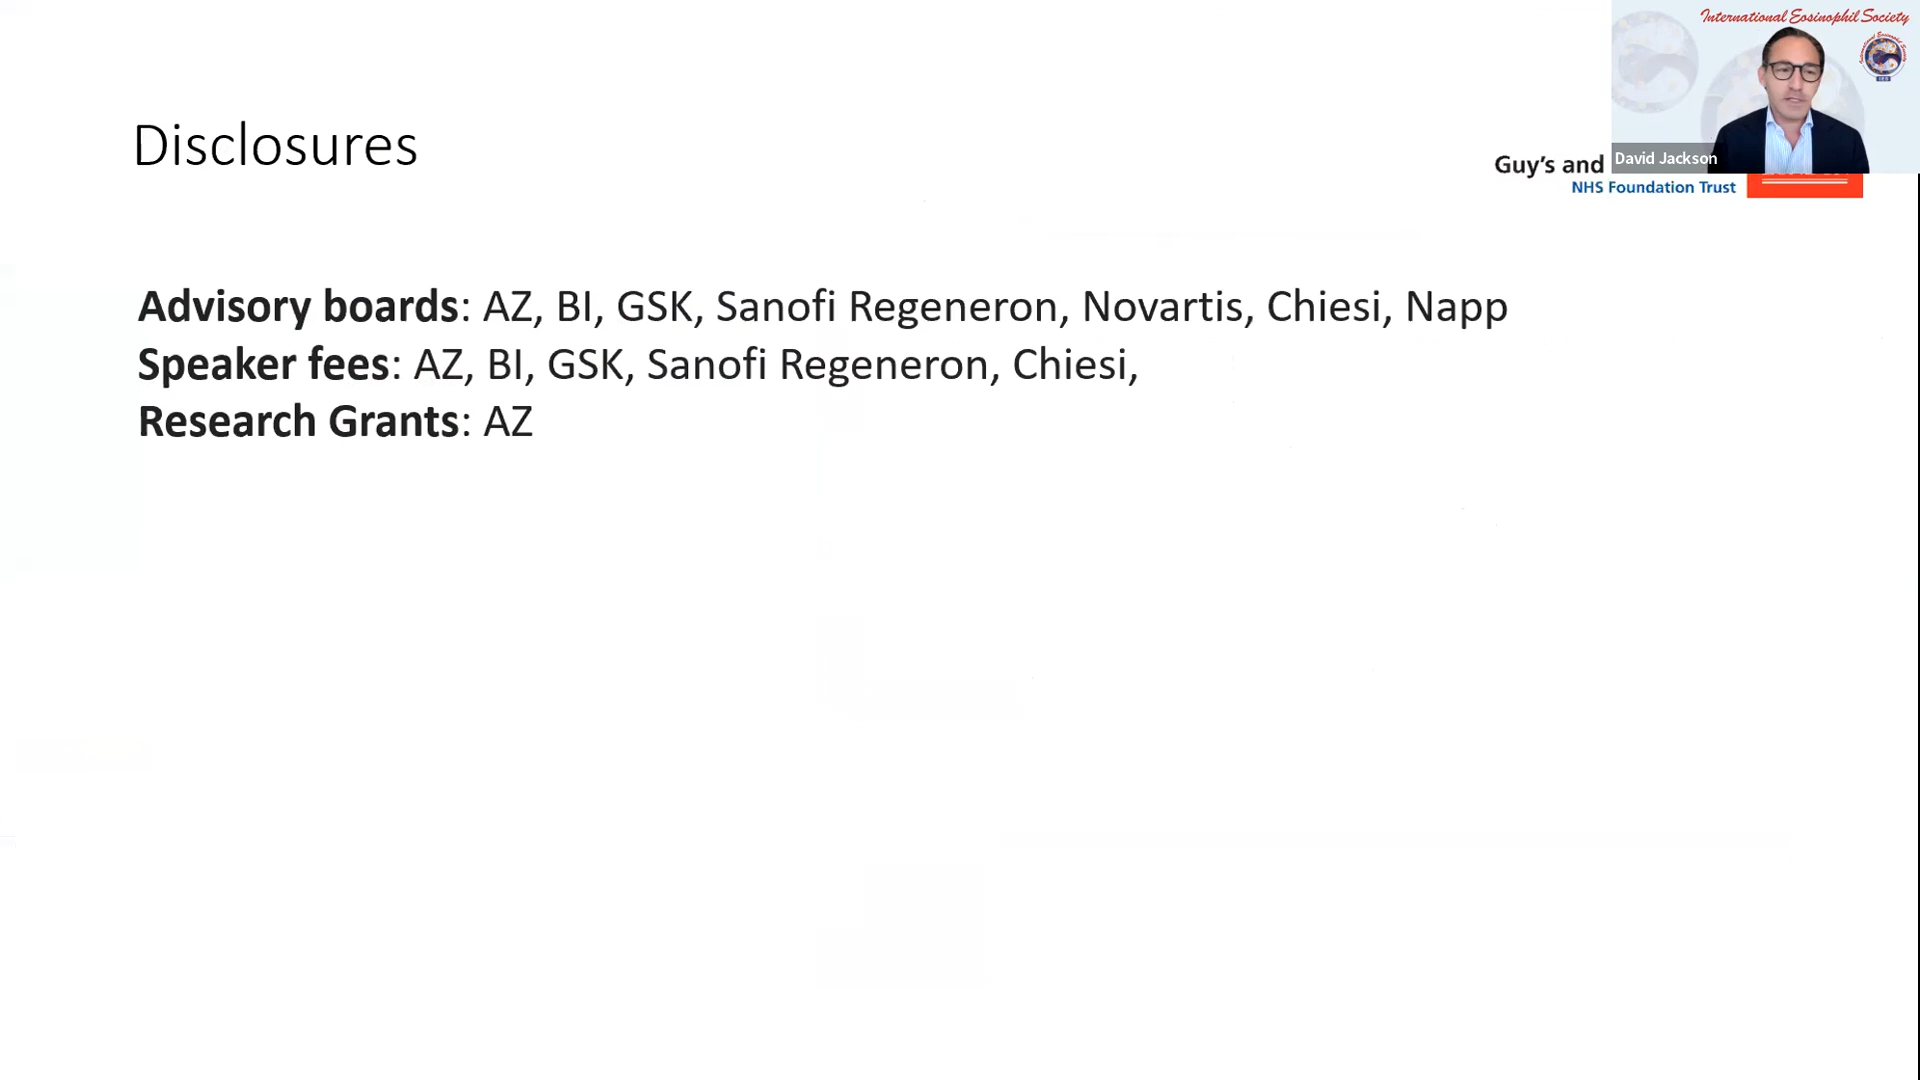 International Eosinophil Society
Disclosures
David Jackson
Guy's and
NHS Foundation Trust
Advisory boards: AZ, BI, GSK, Sanofi Regeneron, Novartis, Chiesi, Napp
Speaker fees: AZ, BI, GSK, Sanofi Regeneron, Chiesi,
Research Grants: AZ